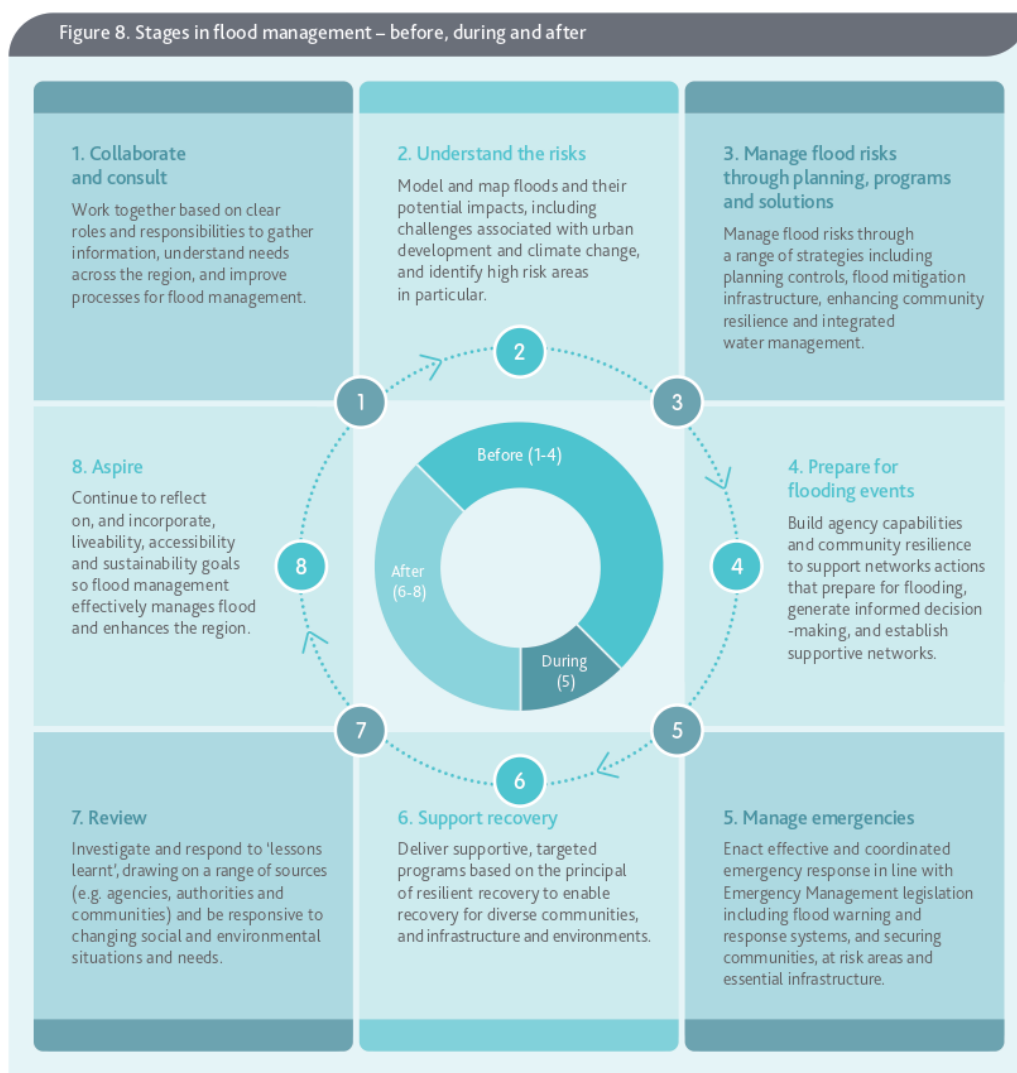 Figure 8. Stages in flood management – before, during and after
1. Collaborate
and consult
Work together based on clear
roles and responsibilities to gather
information, understand needs
across the region, and improve
processes for flood management.
2. Understand the risks
Model and map floods and their
potential impacts, including
challenges associated with urban
development and climate change,
and identify high risk areas
in particular.
3. Manage flood risks
through planning, programs
and solutions
Manage flood risks through
a range of strategies including
planning controls, flood mitigation
infrastructure, enhancing community
resilience and integrated
water management.
2
1
3
8. Aspire
Continue to reflect
on, and incorporate,
liveability, accessibility
and sustainability goals
so flood management
effectively manages flood
and enhances the region.
8
Before (1-4)
After
(6-8)
During
(5)
4
4. Prepare for
flooding events
Build agency capabilities
and community resilience
to support networks actions
that prepare for flooding,
generate informed decision
-making, and establish
supportive networks.
7
5
6
7. Review
Investigate and respond to ‘lessons
learnt’, drawing on a range of sources
(e.g. agencies, authorities and
communities) and be responsive to
changing social and environmental
situations and needs.
6. Support recovery
Deliver supportive, targeted
programs based on the principal
of resilient recovery to enable
recovery for diverse communities,
and infrastructure and environments.
5. Manage emergencies
Enact effective and coordinated
emergency response in line with
Emergency Management legislation
including flood warning and
response systems, and securing
communities, at risk areas and
essential infrastructure.